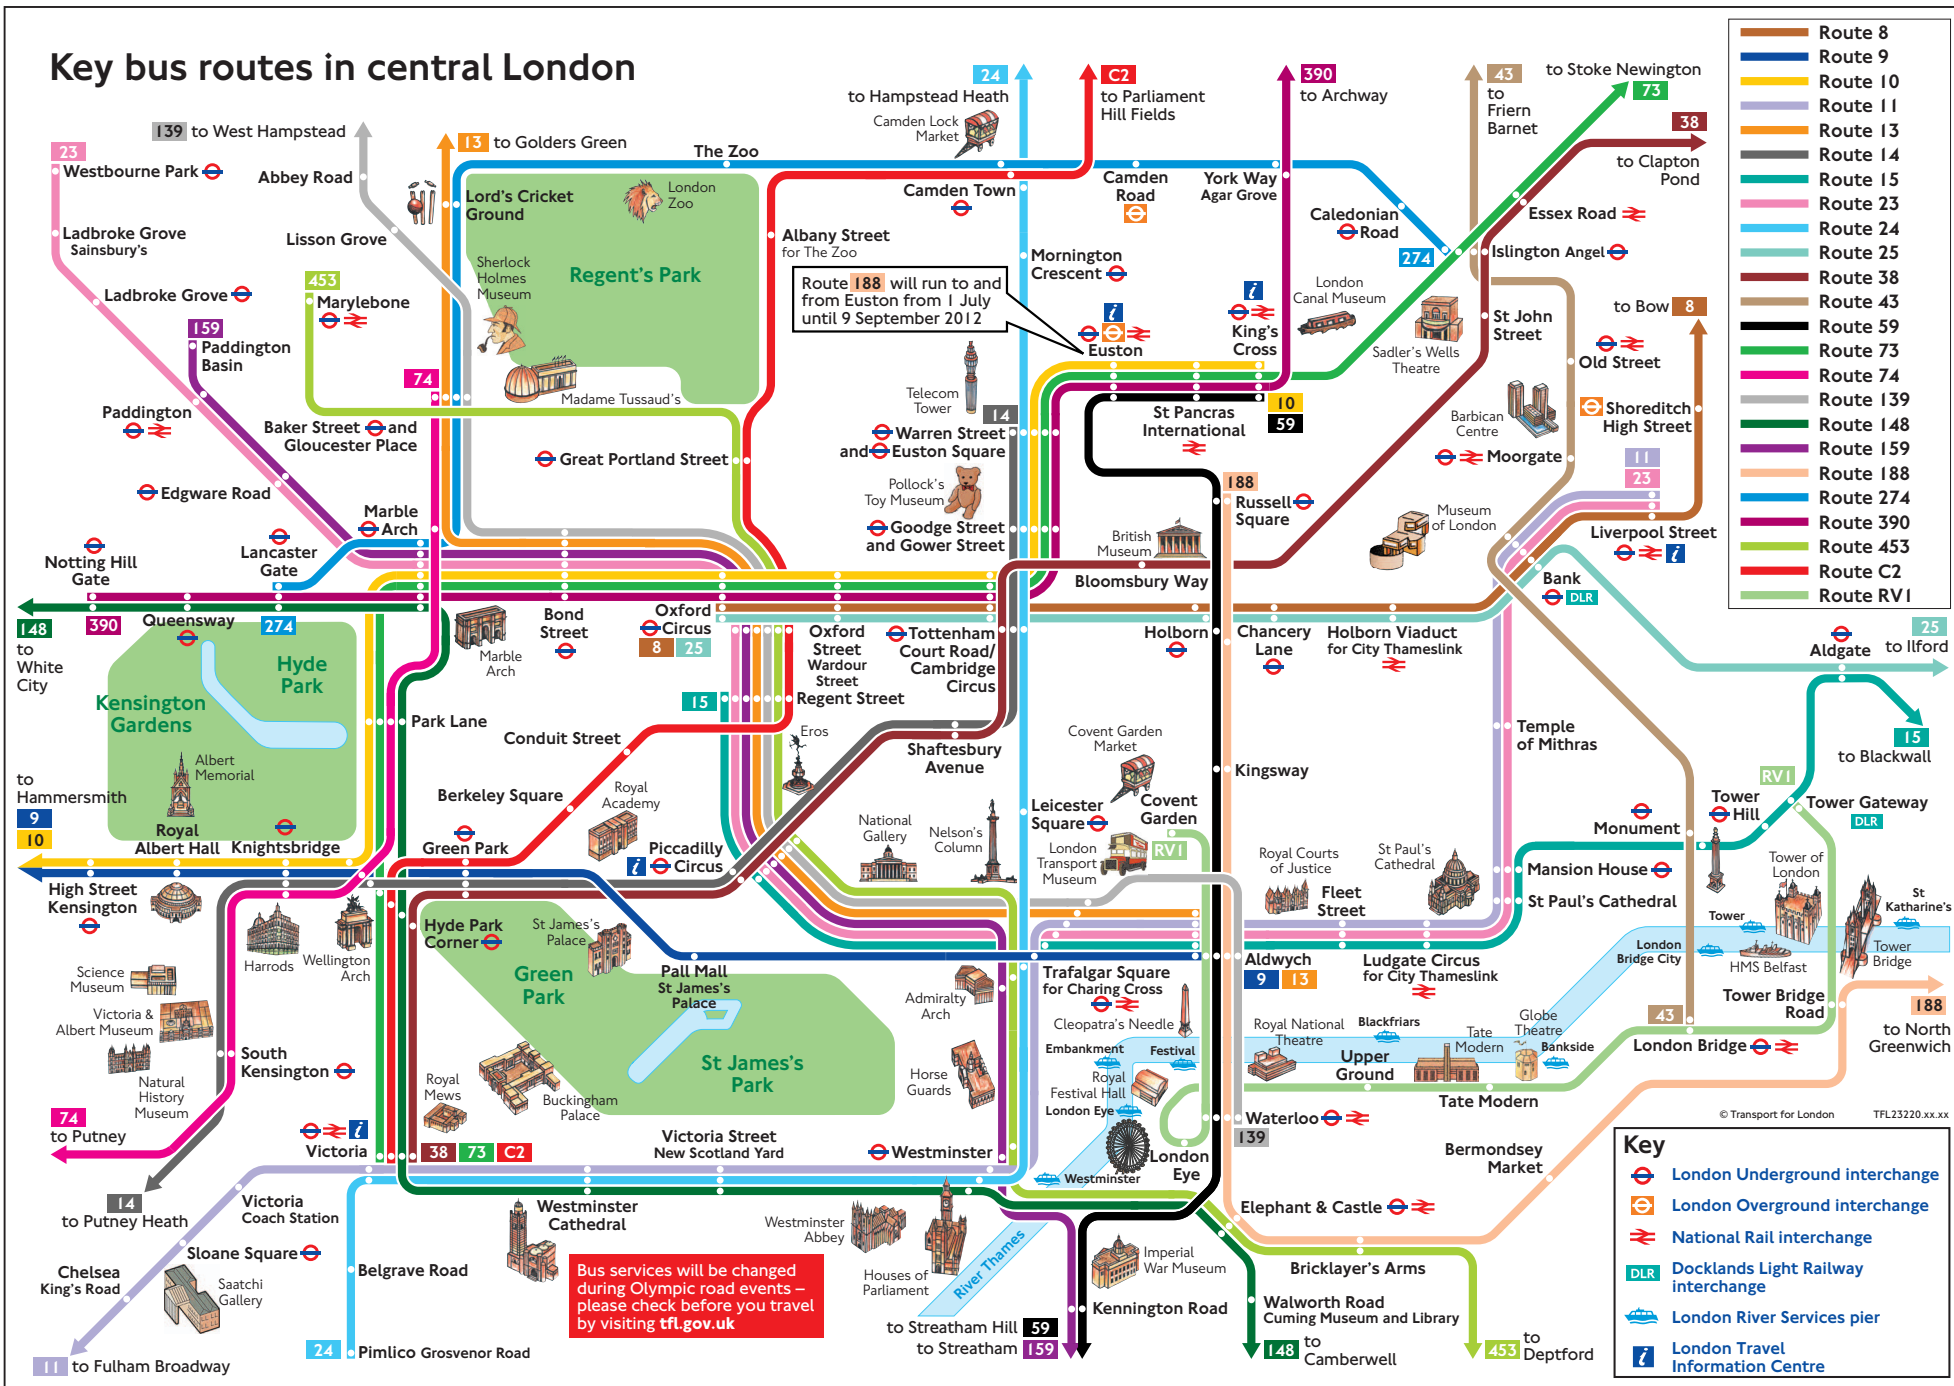 Key bus routes in central London
Route 8
Route 9
Route 10
Route 11
Route 13
Route 14
Route 15
Route 23
Route 24
Route 25
Route 38
Route 43
Route 59
Route 73
Route 74
Route 139
Route 148
Route 159
Route 188
Route 274
Route 390
Route 453
Route C2
Route RV1
24
to Hampstead Heath
Camden Lock
Market
C2
to Parliament
Hill Fields
390
to Archway
43
to
Friern
Barnet
to Stoke Newington
73
38
to Clapton
Pond
139 to West Hampstead
13 to Golders Green
The Zoo
23
Westbourne Park
Abbey Road
Lord's Cricket
Ground
London
Zoo
Camden Town
Camden
Road
York Way
Agar Grove
Caledonian
Road
Essex Road
Ladbroke Grove
Sainsbury's
Lisson Grove
Albany Street
for The Zoo
Mornington
Crescent
274
Islington Angel
Sherlock
Holmes
Museum
Regent's Park
453
Marylebone
Ladbroke Grove
Route 188 will run to and
from Euston from 1 July
until 9 September 2012
Euston
King's
Cross
London
Canal Museum
St John
Street
to Bow 8
159
Paddington
Basin
Sadler's Wells
Theatre
Old Street
74
Madame Tussaud's
Telecom
Tower
14
St Pancras
International
10
59
Barbican
Centre
Shoreditch
High Street
Paddington
Baker Street and
Gloucester Place
Warren Street
and Euston Square
Great Portland Street
Moorgate
11
23
Edgware Road
Pollock's
Toy Museum
188
Russell
Square
Museum
of London
Marble
Arch
Goodge Street
and Gower Street
British
Museum
Liverpool Street
Notting Hill
Gate
Lancaster
Gate
Bloomsbury Way
Bank
DLR
148
to
White
City
390
Queensway
274
Marble
Arch
Bond
Street
Oxford
Circus
8 25
Oxford
Street
Wardour
Street
Regent Street
Tottenham
Court Road/
Cambridge
Circus
Holborn
Chancery
Lane
Holborn Viaduct
for City Thameslink
Aldgate
25
to Ilford
Hyde
Park
Kensington
Gardens
15
Park Lane
Conduit Street
Eros
Shaftesbury
Avenue
Covent Garden
Market
Temple
of Mithras
15
to Blackwall
Albert
Memorial
to
Hammersmith
9
10
Berkeley Square
Royal
Academy
Kingsway
RV1
Royal
Albert Hall
Knightsbridge
Green Park
Piccadilly
Circus
National
Gallery
Nelson's
Column
Leicester
Square
Covent
Garden
RV1
Monument
Tower
Hill
Tower Gateway
DLR
London
Transport
Museum
Royal Courts
of Justice
St Paul's
Cathedral
Mansion House
Tower of
London
High Street
Kensington
Fleet
Street
St Paul's Cathedral
St
Katharine's
Harrods
Wellington
Arch
Hyde Park
Corner
St James's
Palace
Tower
London
Bridge City
HMS Belfast
Tower
Bridge
Science
Museum
Green
Park
Pall Mall
St James's
Palace
Admiralty
Arch
Trafalgar Square
for Charing Cross
Aldwych
9 13
Ludgate Circus
for City Thameslink
Victoria &
Albert Museum
Cleopatra's Needle
Royal National
Theatre
Blackfriars
Globe
Theatre
43
Tower Bridge
Road
188
to North
Greenwich
South
Kensington
Natural
History
Museum
Royal
Mews
Buckingham
Palace
St James's
Park
Horse
Guards
Embankment
Festival
Royal
Festival Hall
London Eye
Upper
Ground
Tate
Modern
Bankside
London Bridge
Tate Modern
74
to Putney
Victoria
38 73 C2
Victoria Street
New Scotland Yard
Westminster
Waterloo
139
© Transport for London
TFL23220.xx.xx
14
to Putney Heath
Victoria
Coach Station
Westminster
Cathedral
Westminster
London
Eye
Bermondsey
Market
Elephant & Castle
Sloane Square
Westminster
Abbey
Imperial
War Museum
Bricklayer's Arms
Chelsea
King's Road
Saatchi
Gallery
Belgrave Road
Bus services will be changed
during Olympic road events –
please check before you travel
by visiting tfl.gov.uk
Houses of
Parliament
River Thames
Kennington Road
Walworth Road
Cuming Museum and Library
11 to Fulham Broadway
24 Pimlico Grosvenor Road
to Streatham Hill 59
to Streatham 159
148 to
Camberwell
453 to
Deptford
Key
London Underground interchange
London Overground interchange
National Rail interchange
DLR Docklands Light Railway
interchange
London River Services pier
London Travel
Information Centre